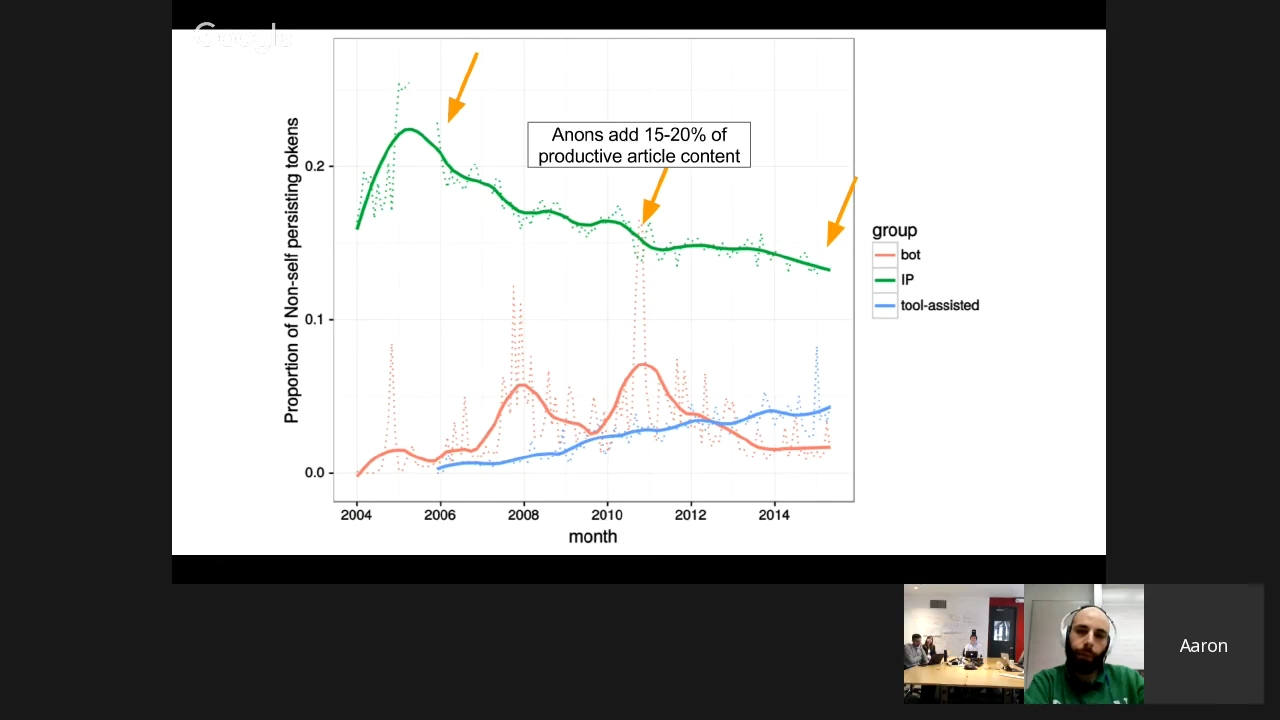 Google
Anons add 15-20% of
productive article content
Proportion of Non-self persisting tokens
0.2
0.1
0.0
2004 2006 2008 2010 2012 2014
month
group
bot
IP
tool-assisted
Aaron